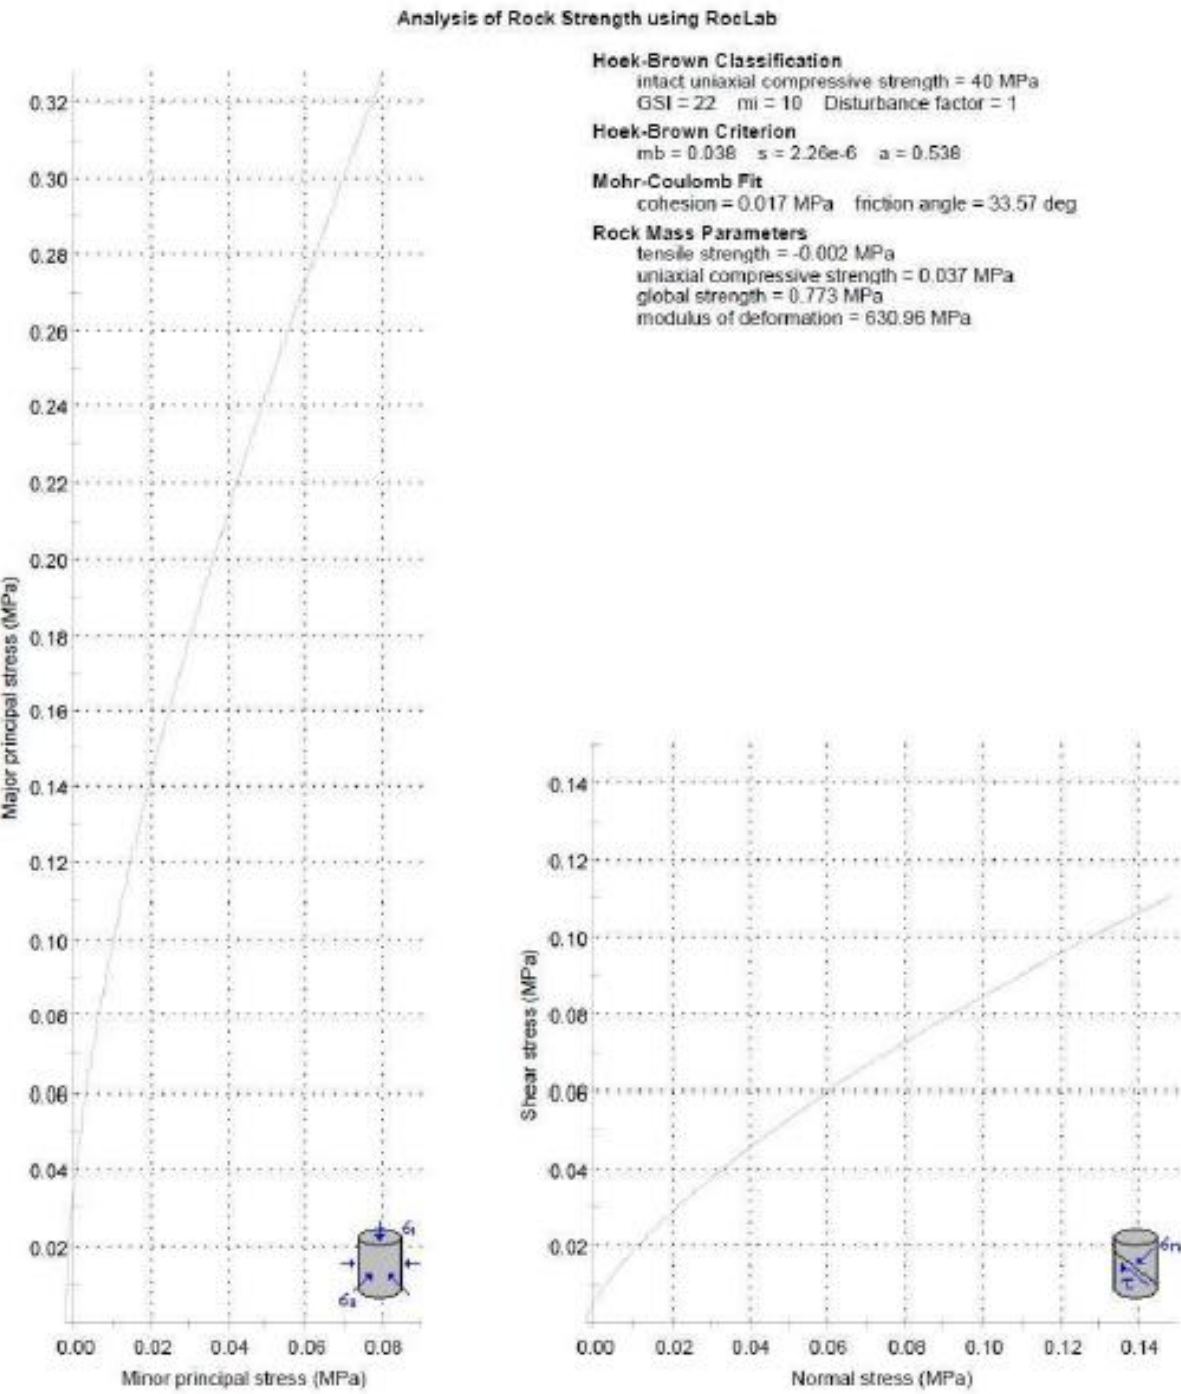 Analysis of Rock Strength using RocLab
Hoek-Brown Classification
intact uniaxial compressive strength = 40 MPa
GSI = 22 mi = 10 Disturbance factor = 1
Hoek-Brown Criterion
mb = 0.038 s = 2.26e-6 a = 0.538
Mohr-Coulomb Fit
cohesion = 0.017 MPa friction angle = 33.57 deg
Rock Mass Parameters
tensile strength = -0.002 MPa
uniaxial compressive strength = 0.037 MPa
global strength = 0.773 MPa
modulus of deformation = 630.96 MPa
Major principal stress (MPa)
0.32
0.30
0.28
0.26
0.24
0.22
0.20
0.18
0.16
0.14
0.12
0.10
0.08
0.06
0.04
0.02
0.00 0.02 0.04 0.06 0.08
Minor principal stress (MPa)
σ1
σ3
Shear stress (MPa)
0.14
0.12
0.10
0.08
0.06
0.04
0.02
0.00 0.02 0.04 0.06 0.08 0.10 0.12 0.14
Normal stress (MPa)
σn
τ